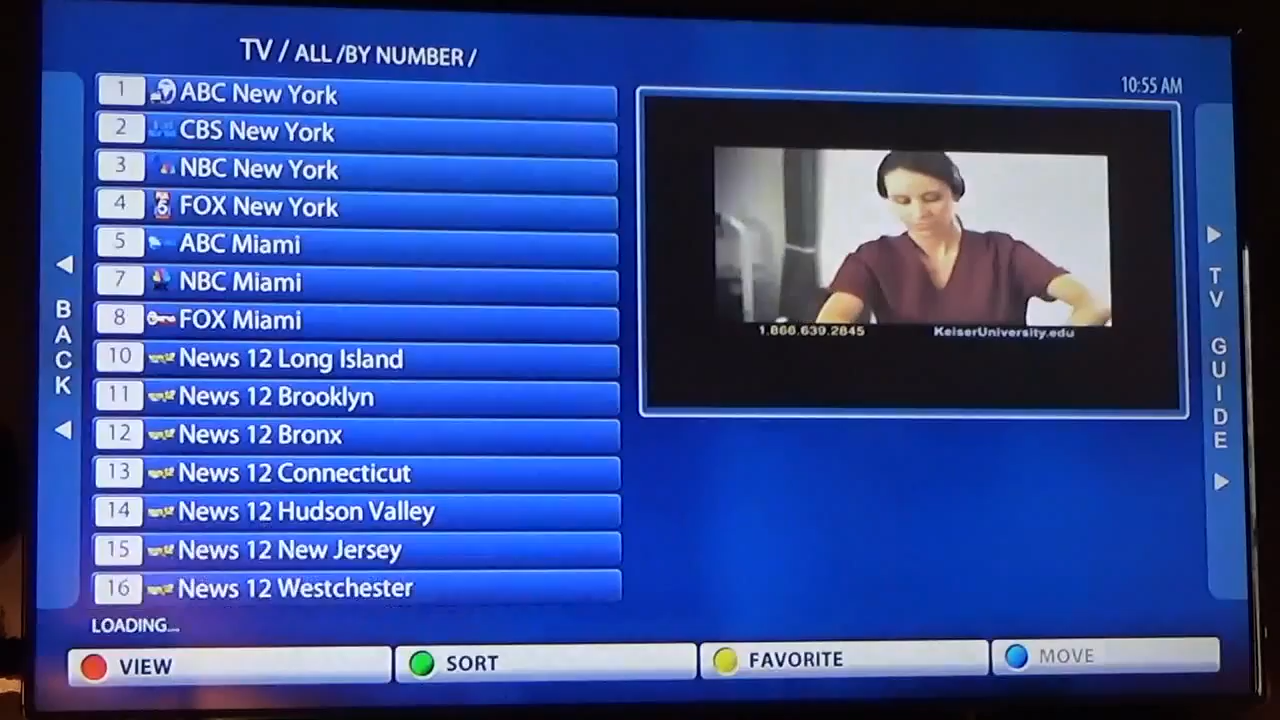 TV / ALL /BY NUMBER /
10:55 AM
1 ABC New York
2 CBS New York
3 NBC New York
4 FOX New York
5 ABC Miami
7 NBC Miami
8 FOX Miami
10 News 12 Long Island
11 News 12 Brooklyn
12 News 12 Bronx
13 News 12 Connecticut
14 News 12 Hudson Valley
15 News 12 New Jersey
16 News 12 Westchester
LOADING...
BACK
1.866.639.2845 KeiserUniversity.edu
TV GUIDE
VIEW SORT FAVORITE MOVE